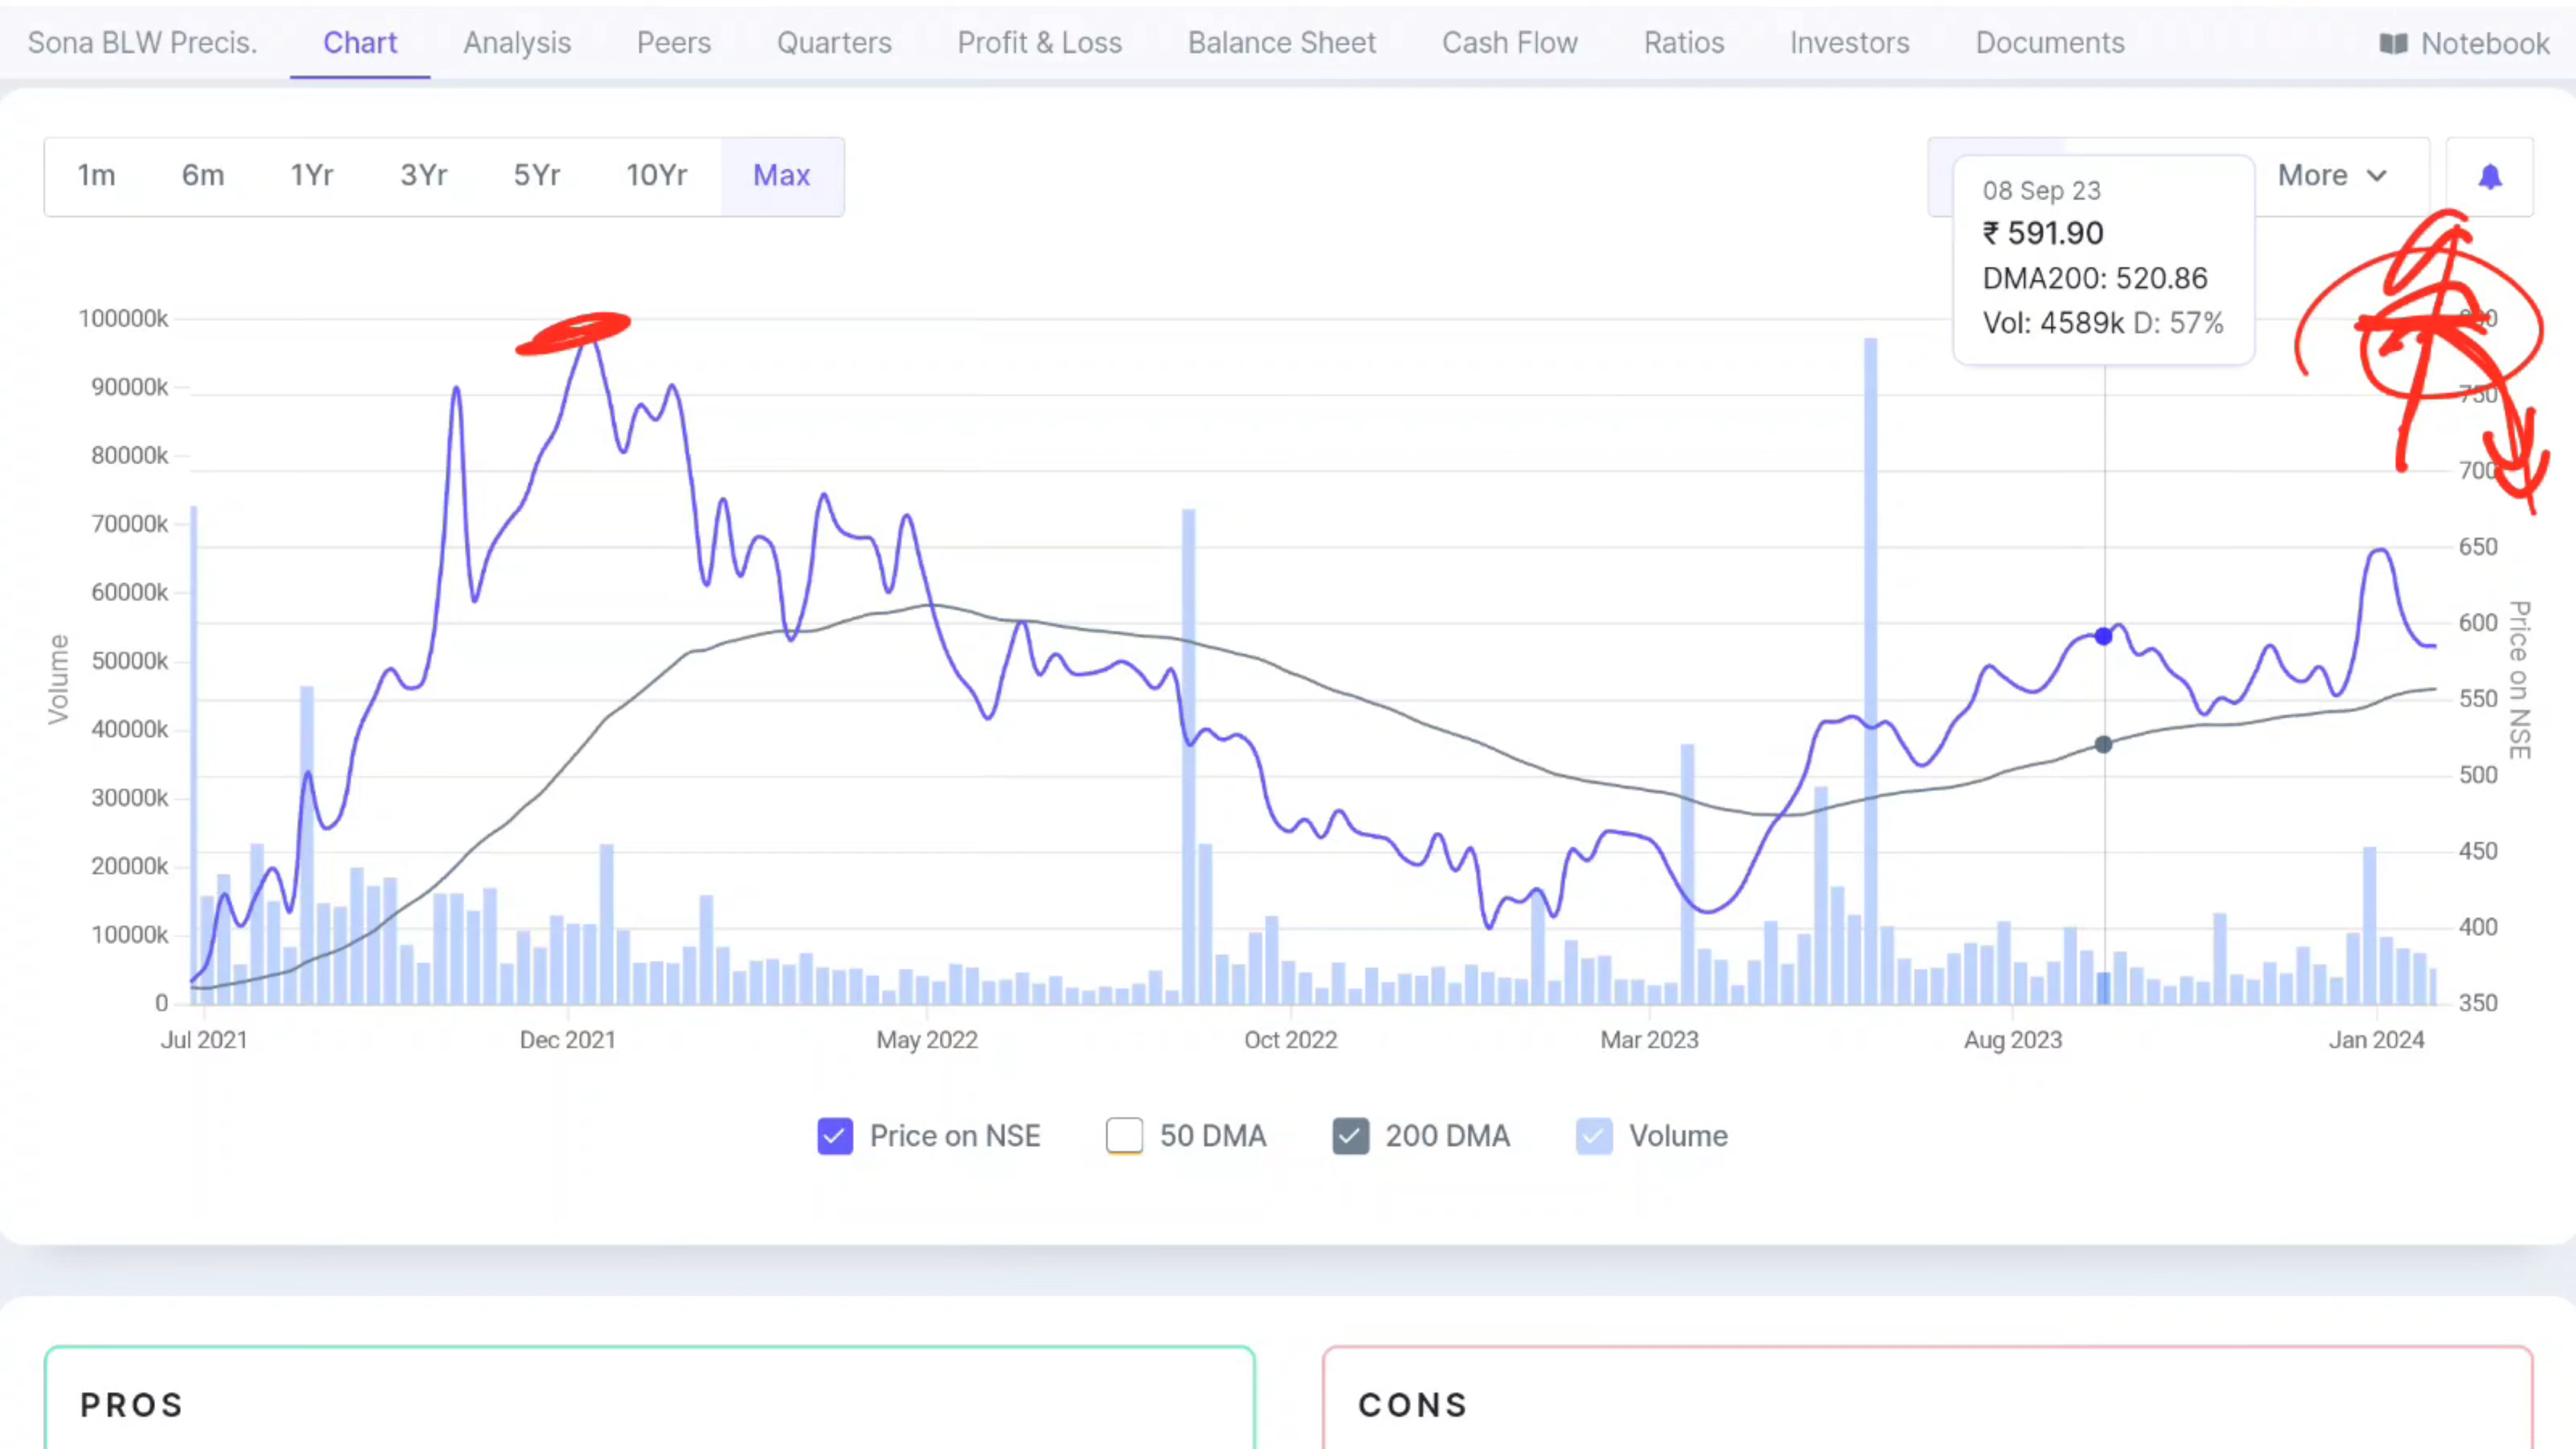 Sona BLW Precis. Chart Analysis Peers Quarters Profit & Loss Balance Sheet Cash Flow Ratios Investors Documents Notebook
1m 6m 1Yr 3Yr 5Yr 10Yr Max
More
08 Sep 23
₹ 591.90
DMA200: 520.86
Vol: 4589k D: 57%
100000k
90000k
750
80000k
700
70000k
650
60000k
600
50000k
550
40000k
500
30000k
450
20000k
400
10000k
350
0
Volume
Price on NSE
Jul 2021 Dec 2021 May 2022 Oct 2022 Mar 2023 Aug 2023 Jan 2024
Price on NSE 50 DMA 200 DMA Volume
PROS
CONS